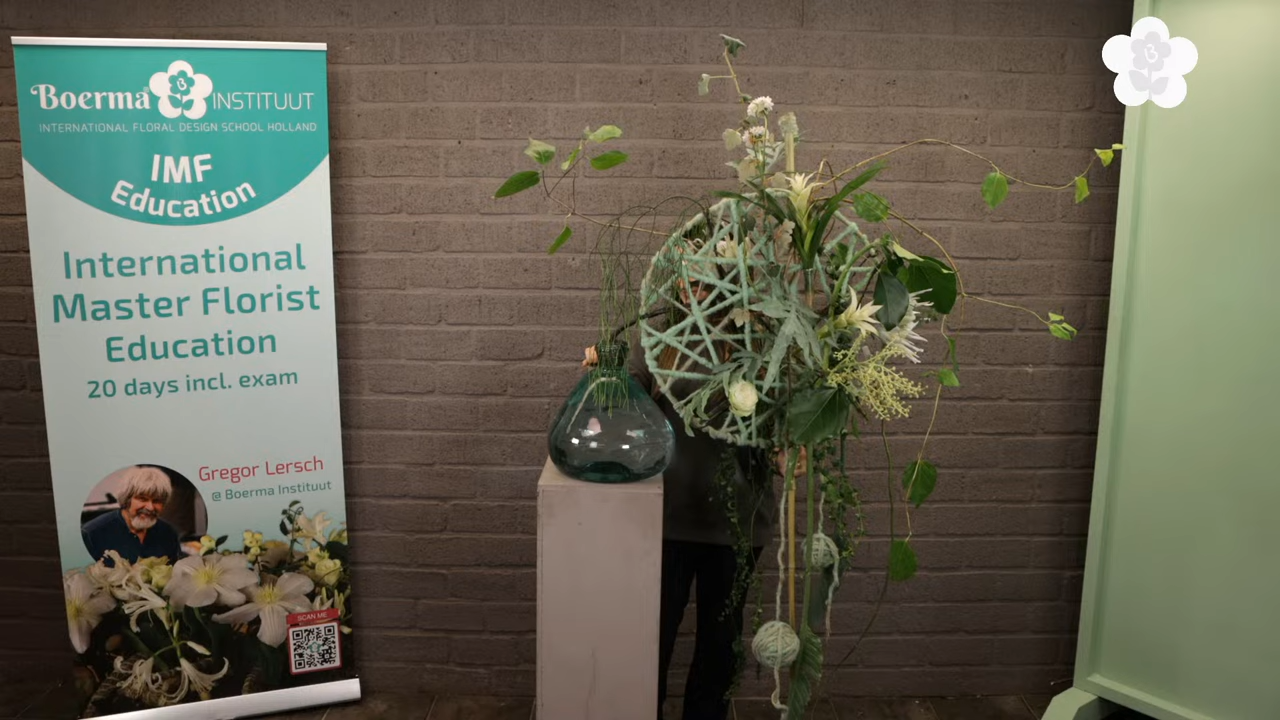 Boerma INSTITUUT
INTERNATIONAL FLORAL DESIGN SCHOOL HOLLAND
IMF
Education
International
Master Florist
Education
20 days incl. exam
Gregor Lersch
@ Boerma Instituut
SCAN ME
B